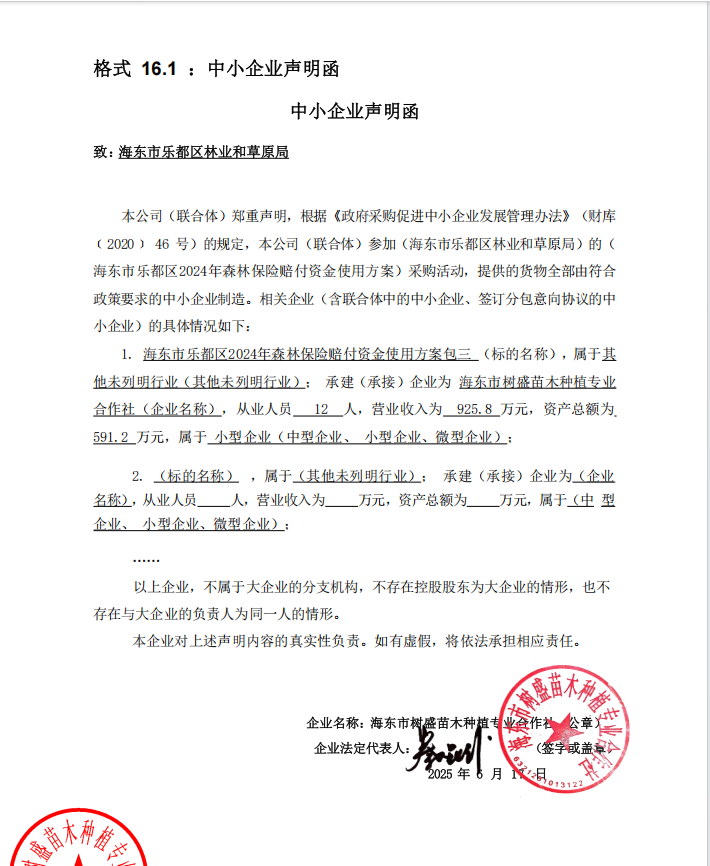 格式 16.1 ：中小企业声明函
中小企业声明函
致：海东市乐都区林业和草原局
本公司（联合体）郑重声明，根据《政府采购促进中小企业发展管理办法》（财库
﹝2020﹞ 46 号）的规定，本公司（联合体）参加（海东市乐都区林业和草原局）的（
海东市乐都区2024年森林保险赔付资金使用方案）采购活动，提供的货物全部由符合
政策要求的中小企业制造。相关企业（含联合体中的中小企业、签订分包意向协议的中
小企业）的具体情况如下：
1. 海东市乐都区2024年森林保险赔付资金使用方案包三 （标的名称），属于其
他未列明行业（其他未列明行业）； 承建（承接）企业为 海东市树盛苗木种植专业
合作社（企业名称），从业人员 12 人，营业收入为 925.8 万元，资产总额为
591.2 万元，属于 小型企业（中型企业、 小型企业、微型企业）；
2. （标的名称） ，属于（其他未列明行业）； 承建（承接）企业为（企业
名称），从业人员____人，营业收入为____万元，资产总额为____万元，属于（中 型
企业、 小型企业、微型企业）；
……
以上企业，不属于大企业的分支机构，不存在控股股东为大企业的情形，也不
存在与大企业的负责人为同一人的情形。
本企业对上述声明内容的真实性负责。如有虚假，将依法承担相应责任。
企业名称：海东市树盛苗木种植专业合作社（公章）
企业法定代表人： （签字或盖章）
2025 年 6 月 17 日
海东市树盛苗木种植专业合作社
6321261013122
树盛苗木种植专业